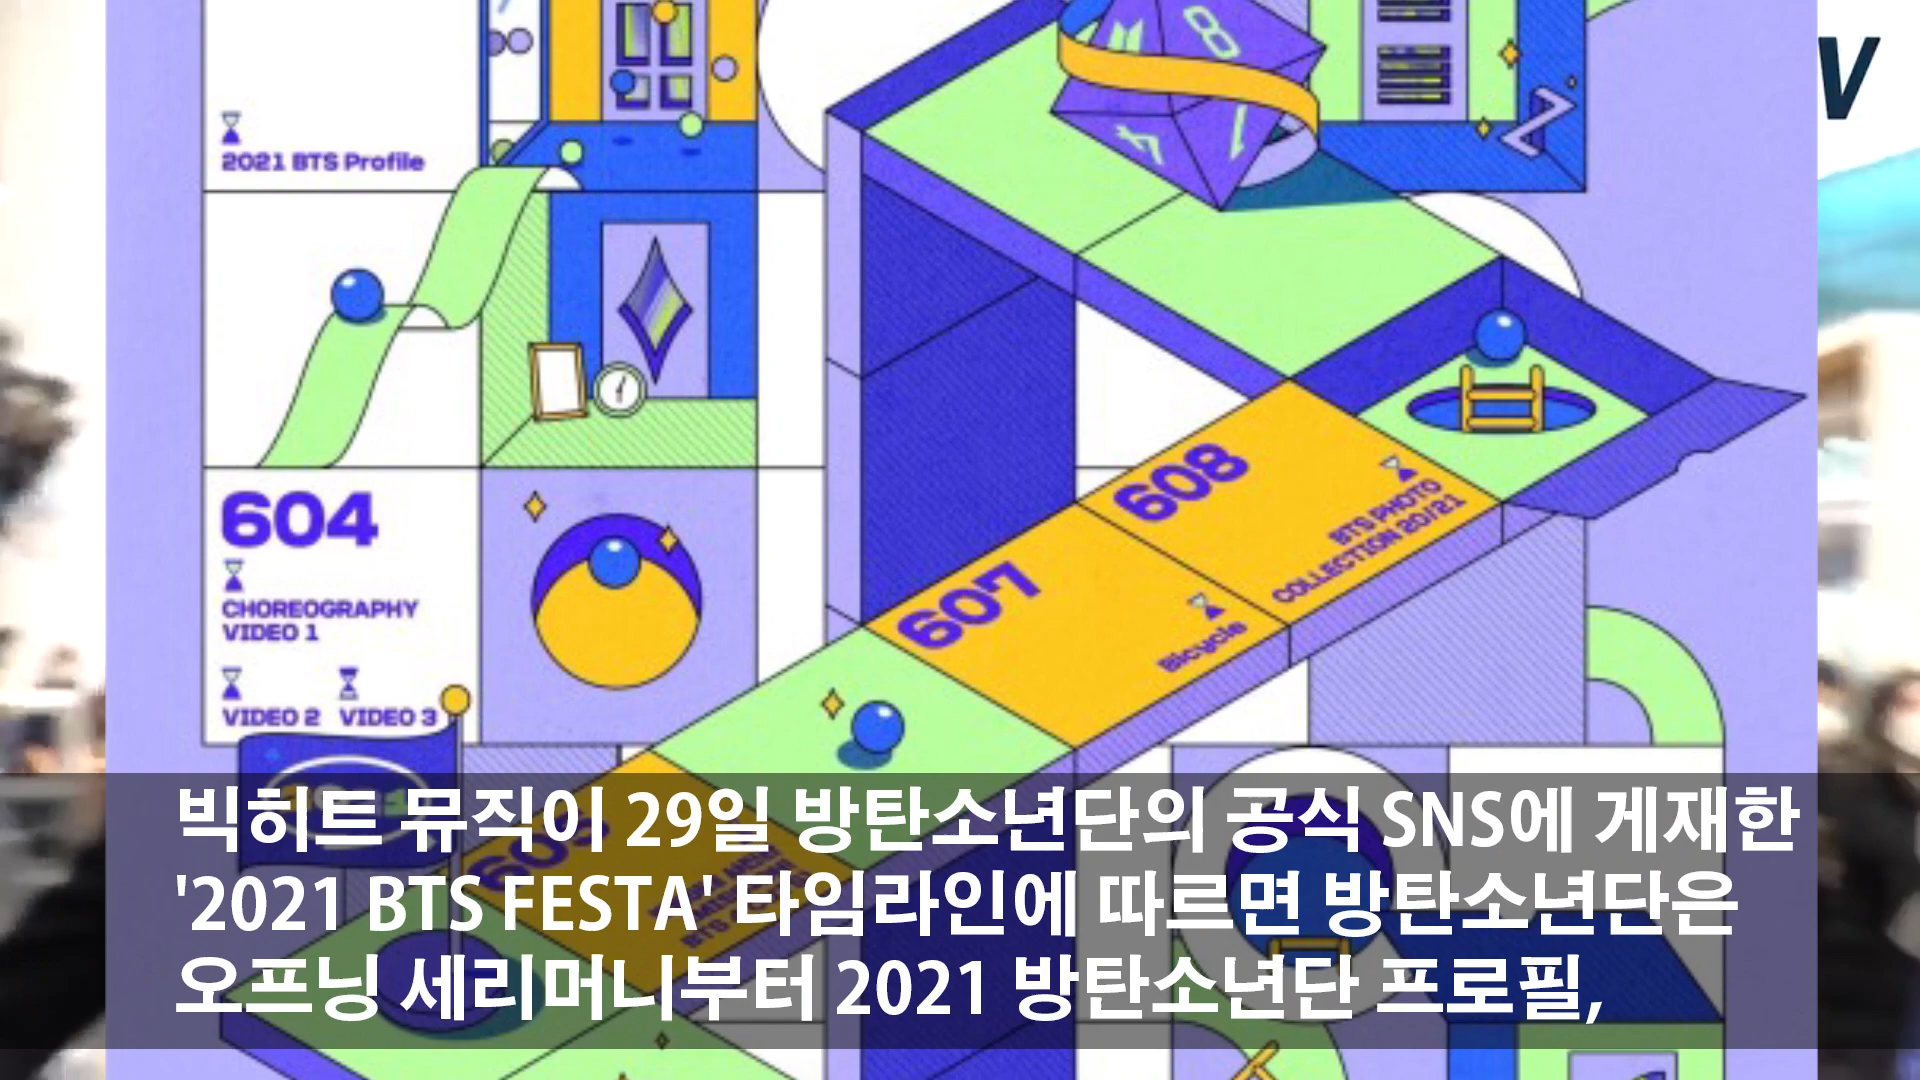 V
8
2021 BTS Profile
604
CHOREOGRAPHY
VIDEO 1
VIDEO 2 VIDEO 3
608
BTS PHOTO
COLLECTION 20/21
607
Bicycle
빅히트 뮤직이 29일 방탄소년단의 공식 SNS에 게재한
'2021 BTS FESTA' 타임라인에 따르면 방탄소년단은
오프닝 세리머니부터 2021 방탄소년단 프로필,